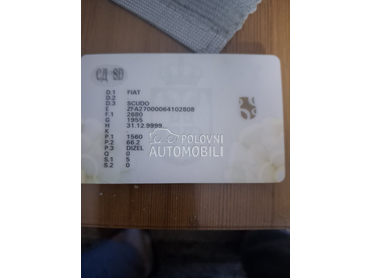 СД SD
D.1 FIAT
D.2
D.3 SCUDO
E ZFA27000064102808
F.1 2880
G 1955
H 31.12.9999.
K
P.1 1560
P.2 66.2
P.3 DIZEL
Q 0
S.1 5
S.2 0
POLOVNI
AUTOMOBILI